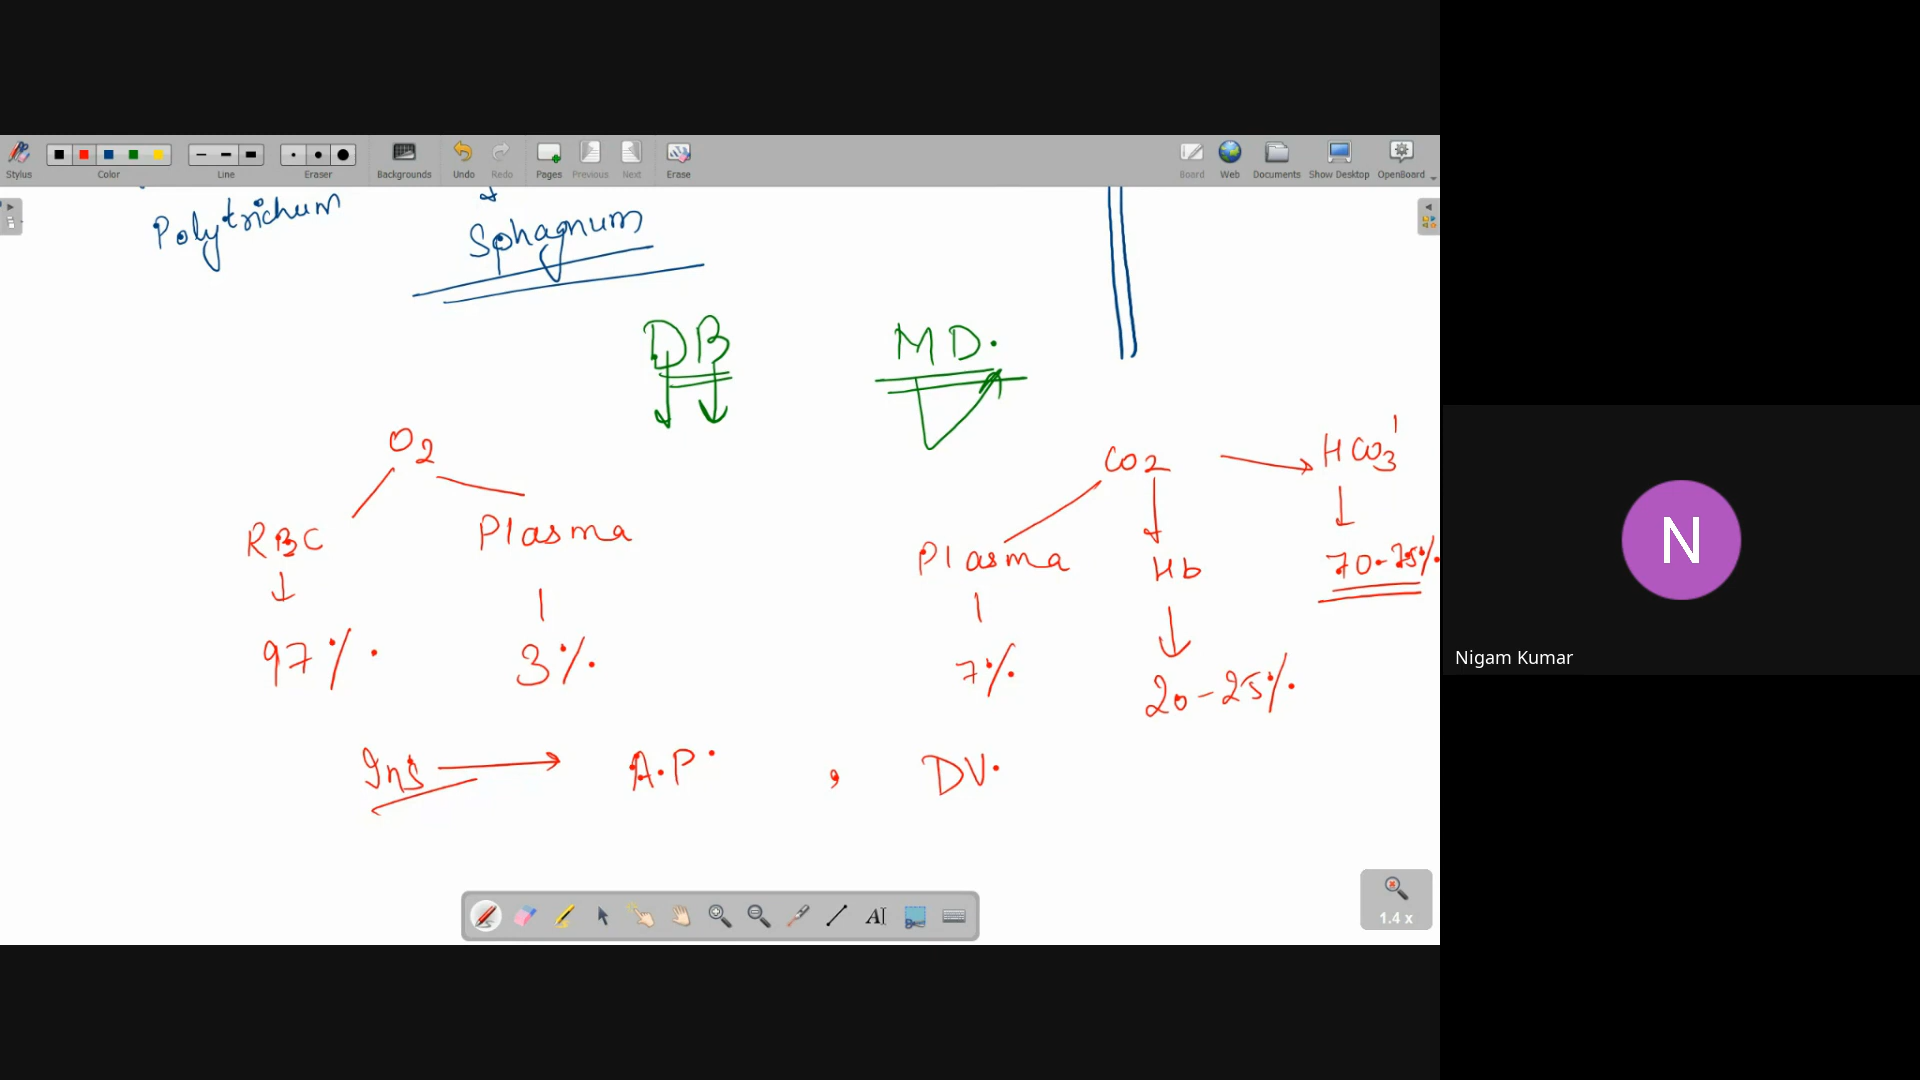 Stylus Color Line Eraser Backgrounds Undo Redo Pages Previous Next Erase Board Web Documents Show Desktop OpenBoard
Polytrichum
Sphagnum
DB MD.
O2 CO2 → HCO3'
RBC Plasma Plasma Hb 70-75%.
97%. 3%. 7%. 20-25%.
Ins → A.P. , DV.
Nigam Kumar
N
AI
1.4 x